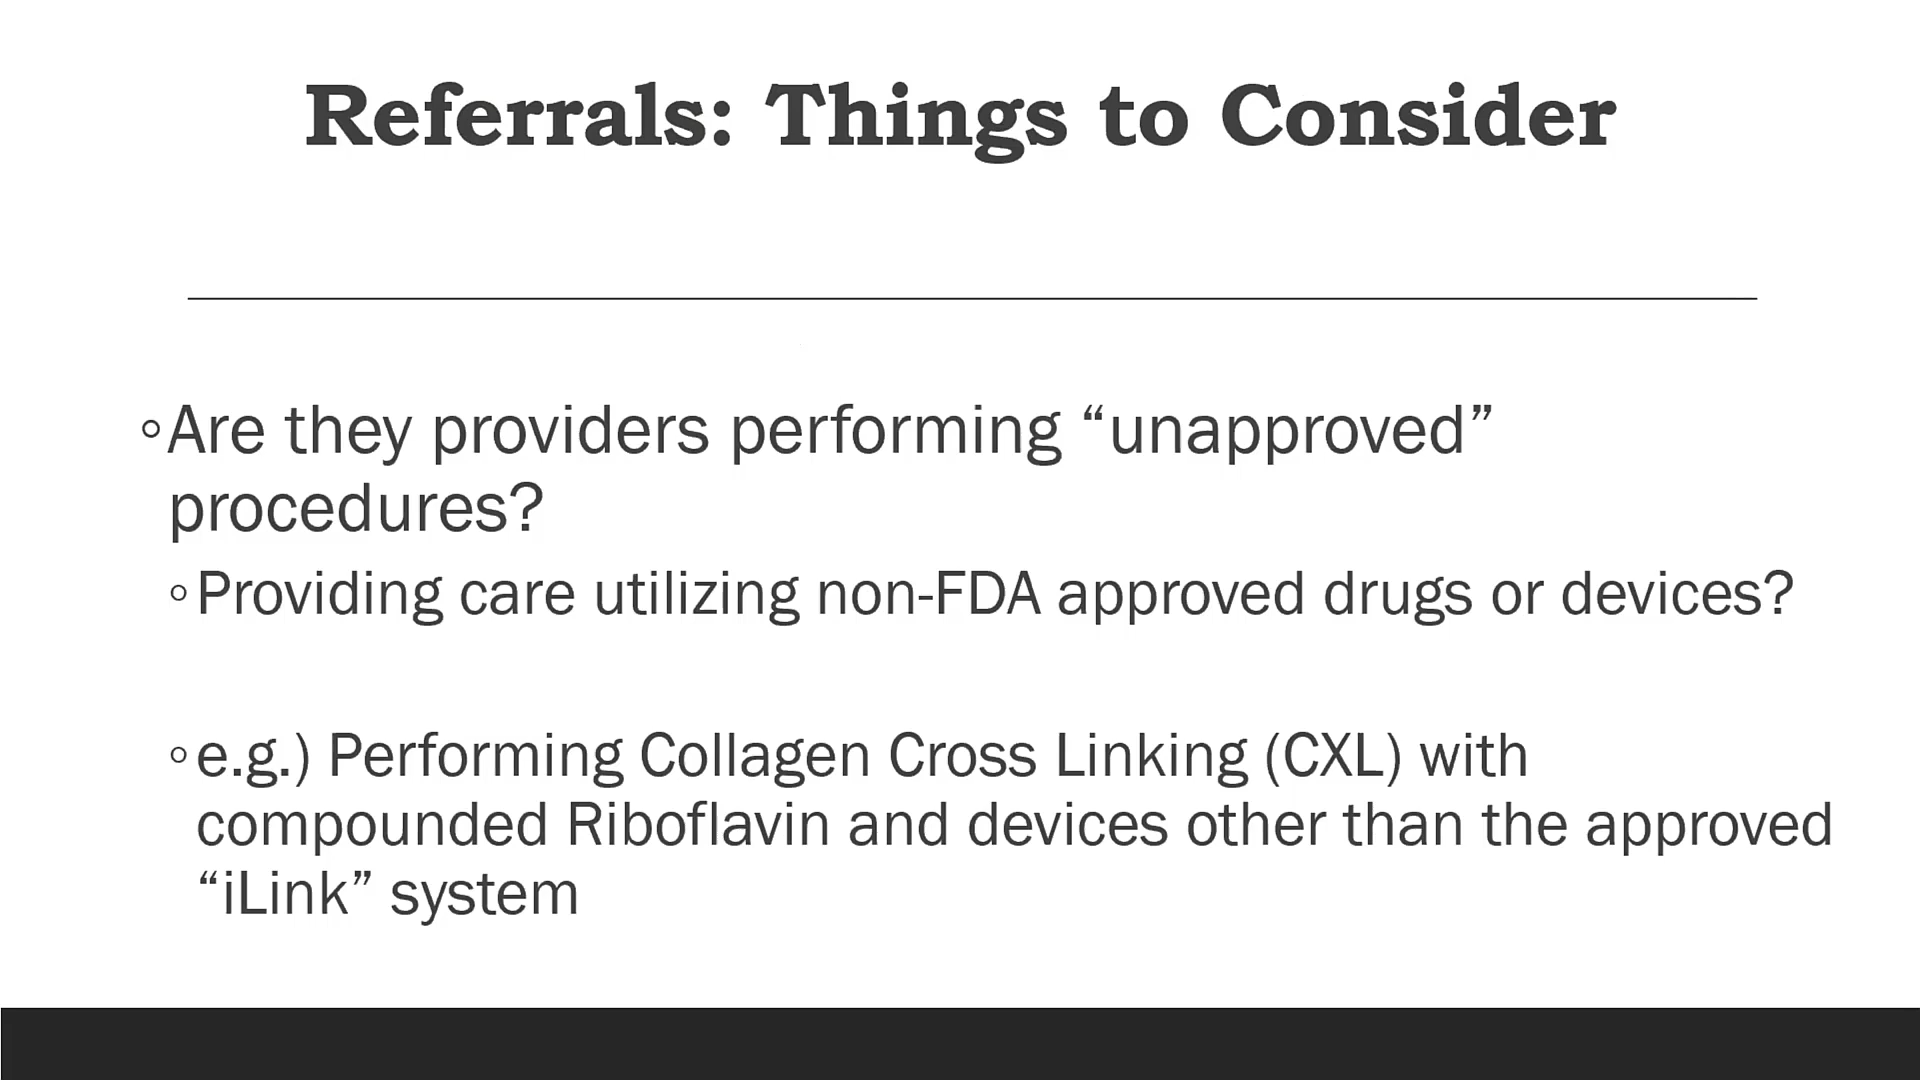 Referrals: Things to Consider
◦Are they providers performing “unapproved”
procedures?
◦Providing care utilizing non-FDA approved drugs or devices?
◦e.g.) Performing Collagen Cross Linking (CXL) with
compounded Riboflavin and devices other than the approved
“iLink” system